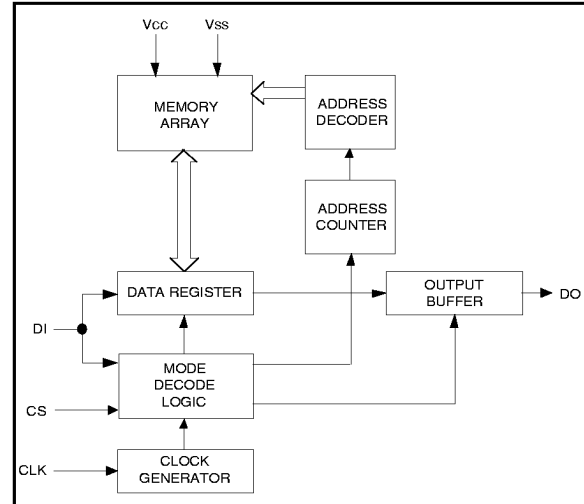 Vcc
Vss
MEMORY
ARRAY
ADDRESS
DECODER
ADDRESS
COUNTER
DATA REGISTER
OUTPUT
BUFFER
DO
DI
MODE
DECODE
LOGIC
CS
CLK
CLOCK
GENERATOR